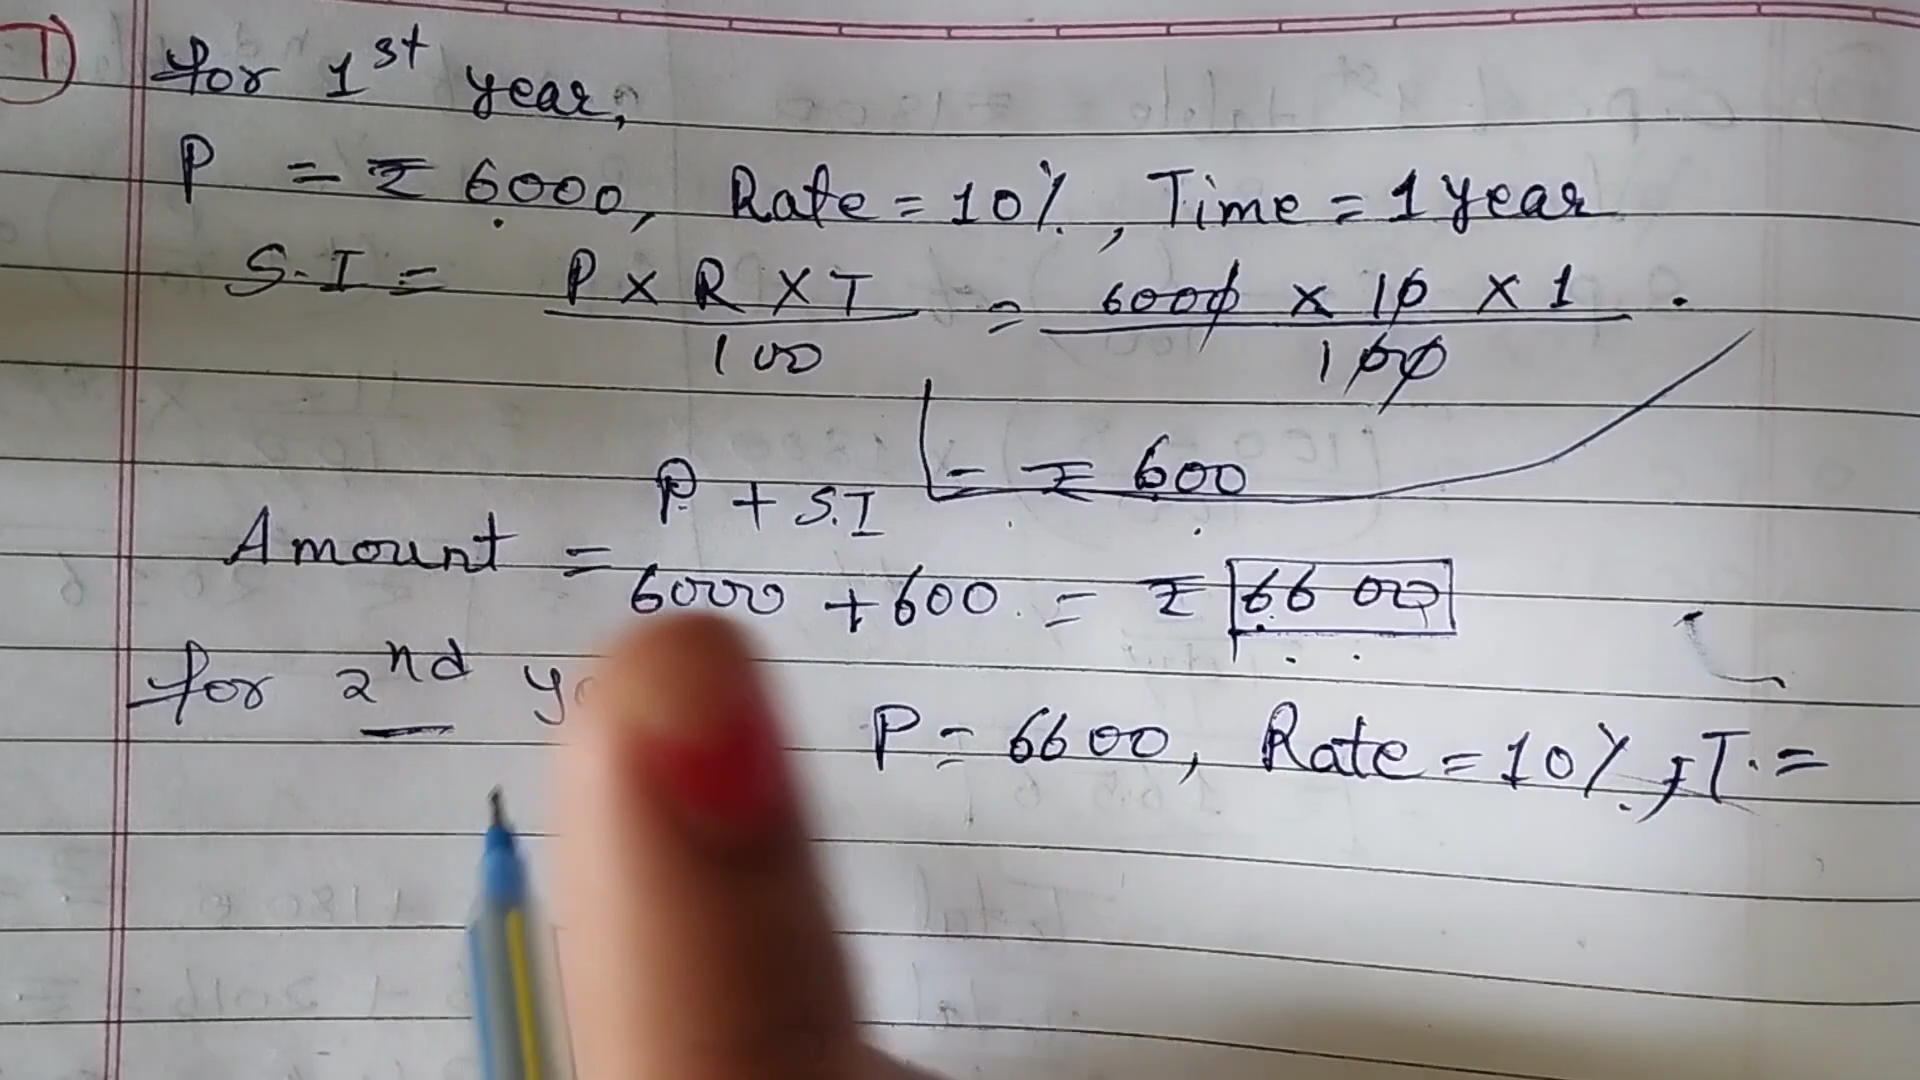 1
for 1st year,
P = ₹ 6000, Rate = 10%, Time = 1 year
S.I = P x R x T / 100 = 6000 x 10 x 1 / 100
= ₹ 600
P + S.I
Amount = 6000 + 600 = ₹ 6600
for 2nd
P = 6600, Rate = 10%, T. =